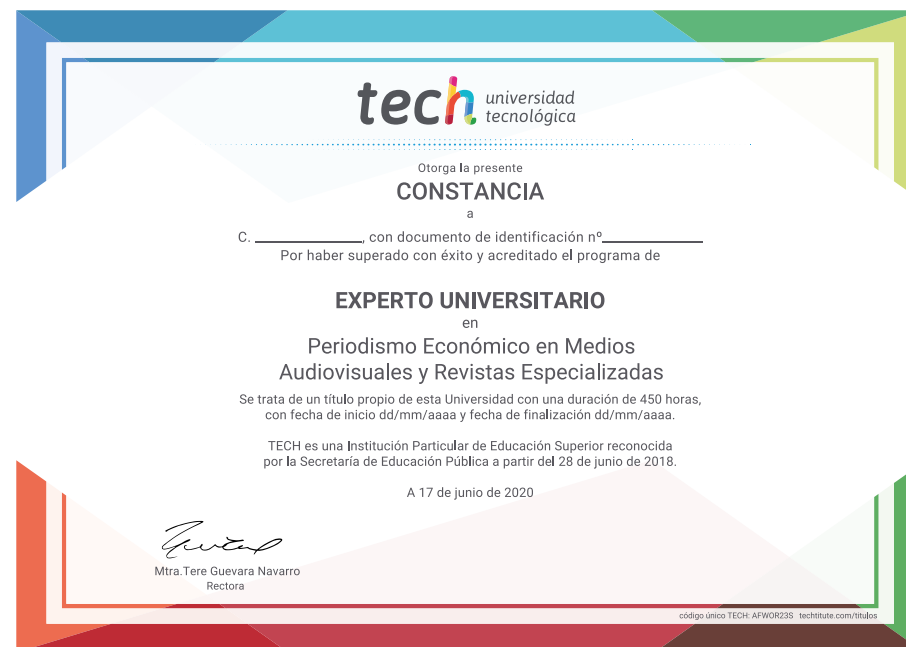 tech universidad
tecnológica
Otorga la presente
CONSTANCIA
a
C. ______________, con documento de identificación nº_____________
Por haber superado con éxito y acreditado el programa de
EXPERTO UNIVERSITARIO
en
Periodismo Económico en Medios
Audiovisuales y Revistas Especializadas
Se trata de un título propio de esta Universidad con una duración de 450 horas,
con fecha de inicio dd/mm/aaaa y fecha de finalización dd/mm/aaaa.
TECH es una Institución Particular de Educación Superior reconocida
por la Secretaría de Educación Pública a partir del 28 de junio de 2018.
A 17 de junio de 2020
Mtra.Tere Guevara Navarro
Rectora
código único TECH: AFWOR23S techtitute.com/titulos